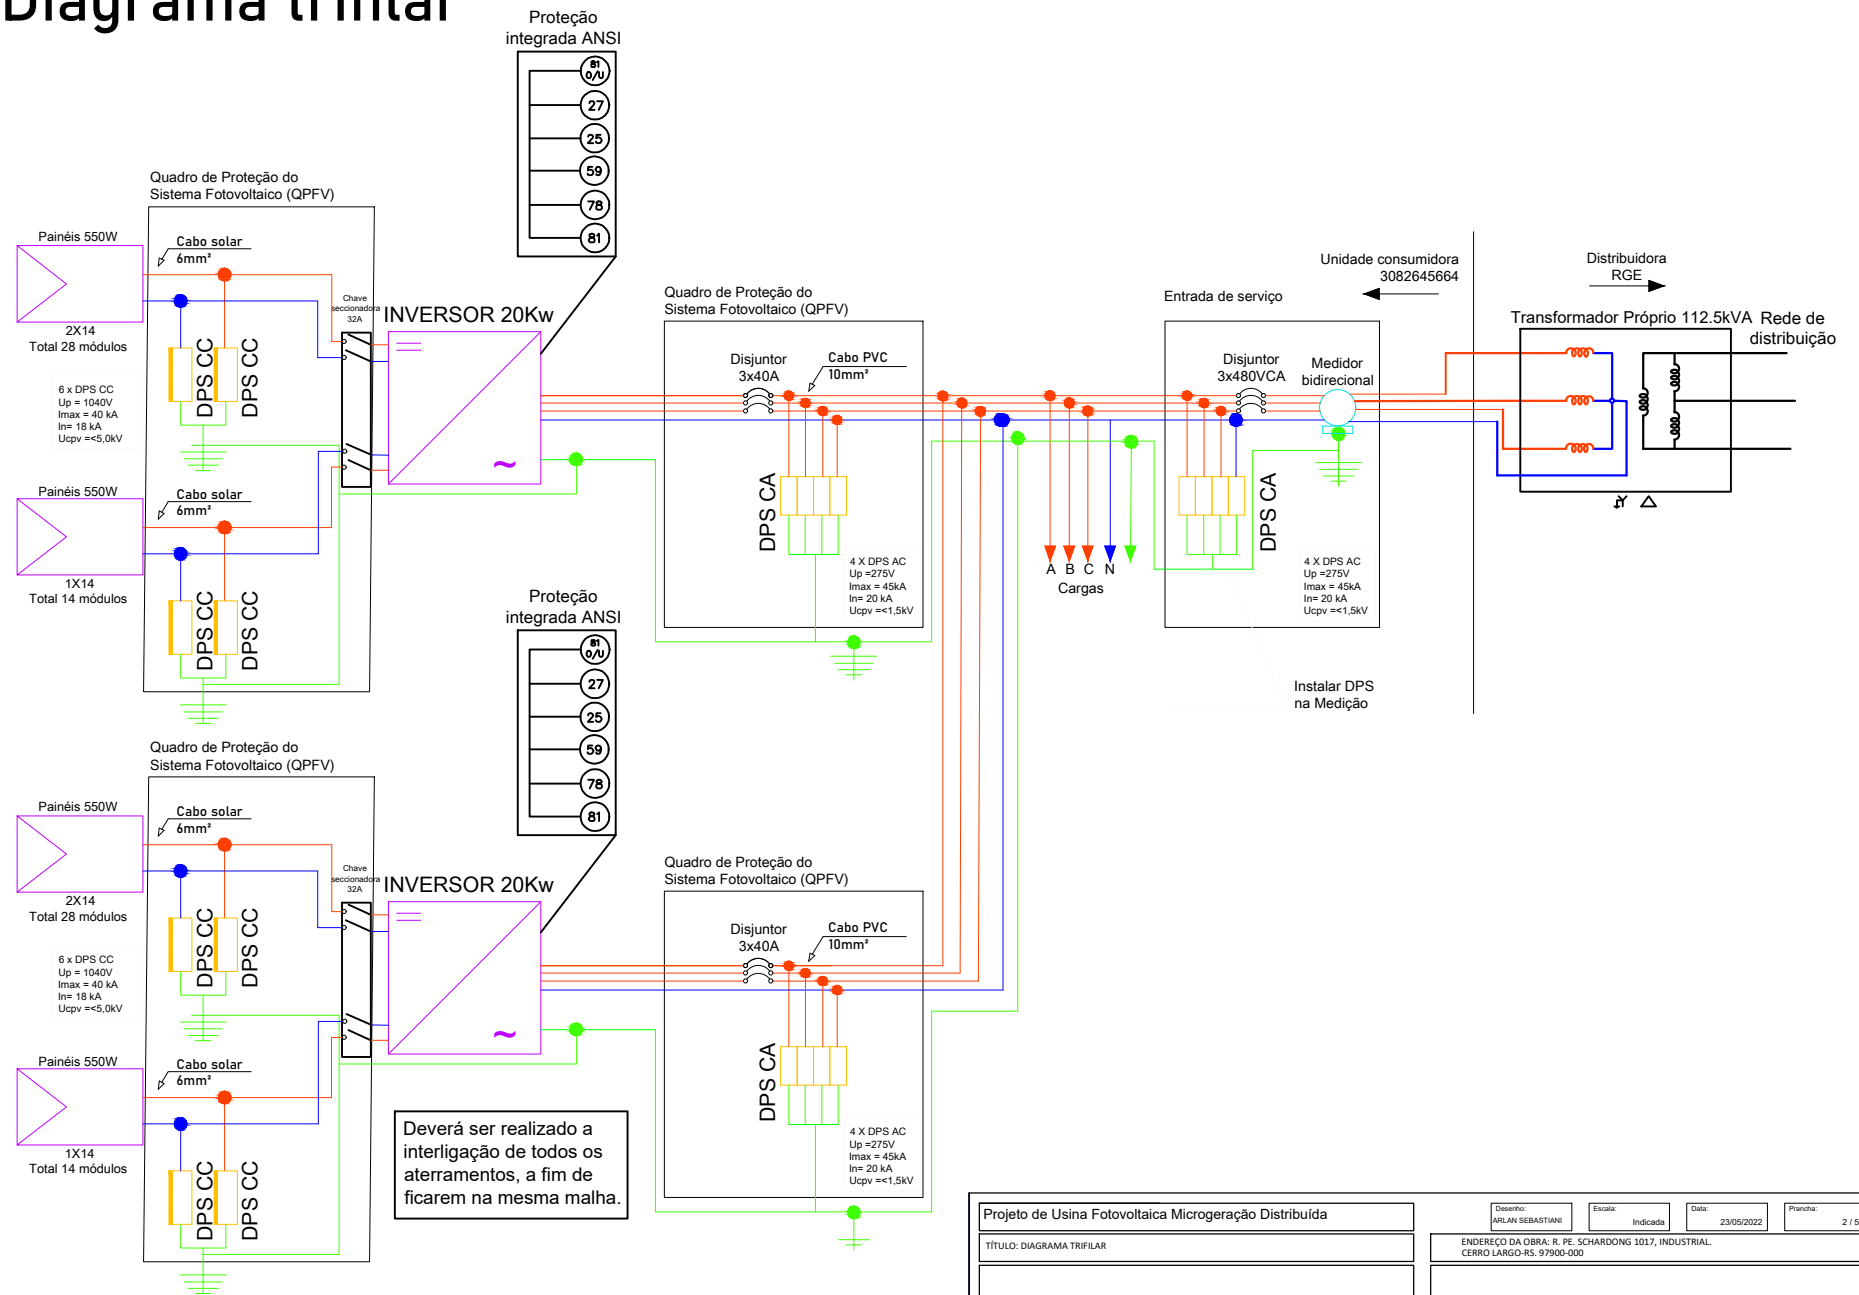 Diagrama trifilar
Proteção
integrada ANSI
81
O/U
27
25
59
78
81
Quadro de Proteção do
Sistema Fotovoltaico (QPFV)
Painéis 550W
Cabo solar
6mm²
2X14
Total 28 módulos
Chave
seccionadora
32A
INVERSOR 20Kw
DPS CC
DPS CC
6 x DPS CC
Up = 1040V
Imax = 40 kA
In= 18 kA
Ucpv =<5,0kV
Painéis 550W
Cabo solar
6mm²
1X14
Total 14 módulos
DPS CC
DPS CC
Quadro de Proteção do
Sistema Fotovoltaico (QPFV)
Disjuntor
3x40A
Cabo PVC
10mm²
DPS CA
4 X DPS AC
Up =275V
Imax = 45kA
In= 20 kA
Ucpv =<1,5kV
A B C N
Cargas
Entrada de serviço
Unidade consumidora
3082645664
Disjuntor
3x480VCA
Medidor
bidirecional
DPS CA
4 X DPS AC
Up =275V
Imax = 45kA
In= 20 kA
Ucpv =<1,5kV
Instalar DPS
na Medição
Distribuidora
RGE
Transformador Próprio 112.5kVA
Rede de
distribuição
Proteção
integrada ANSI
81
O/U
27
25
59
78
81
Quadro de Proteção do
Sistema Fotovoltaico (QPFV)
Painéis 550W
Cabo solar
6mm²
2X14
Total 28 módulos
Chave
seccionadora
32A
INVERSOR 20Kw
DPS CC
DPS CC
6 x DPS CC
Up = 1040V
Imax = 40 kA
In= 18 kA
Ucpv =<5,0kV
Painéis 550W
Cabo solar
6mm²
1X14
Total 14 módulos
DPS CC
DPS CC
Quadro de Proteção do
Sistema Fotovoltaico (QPFV)
Disjuntor
3x40A
Cabo PVC
10mm²
DPS CA
4 X DPS AC
Up =275V
Imax = 45kA
In= 20 kA
Ucpv =<1,5kV
Deverá ser realizado a
interligação de todos os
aterramentos, a fim de
ficarem na mesma malha.
Projeto de Usina Fotovoltaica Microgeração Distribuída
Desenho:
ARLAN SEBASTIANI
Escala:
Indicada
Data:
23/05/2022
Prancha:
2 / 5
TÍTULO: DIAGRAMA TRIFILAR
ENDEREÇO DA OBRA: R. PE. SCHARDONG 1017, INDUSTRIAL.
CERRO LARGO-RS. 97900-000